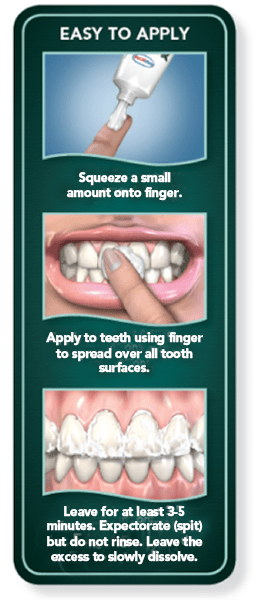 EASY TO APPLY
Squeeze a small
amount onto finger.
Apply to teeth using finger
to spread over all tooth
surfaces.
Leave for at least 3-5
minutes. Expectorate (spit)
but do not rinse. Leave the
excess to slowly dissolve.